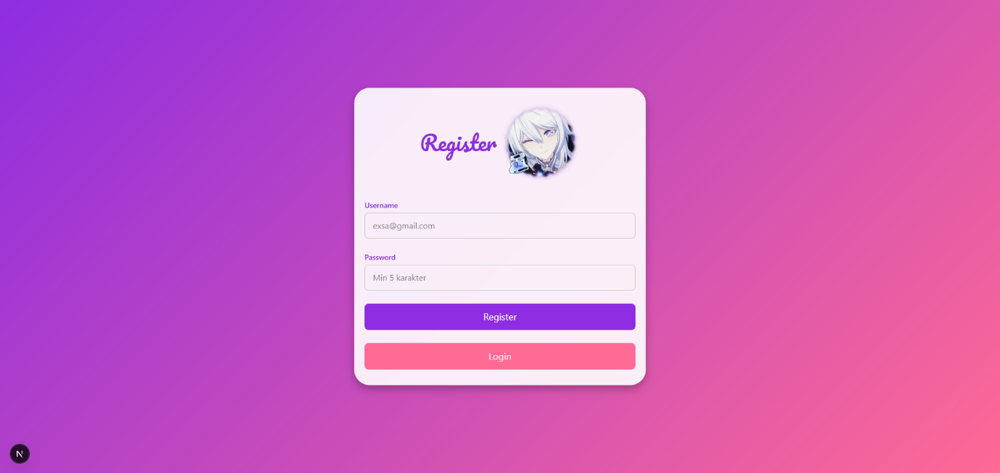 Register
Username
exsa@gmail.com
Password
Min 5 karakter
Register
Login
N